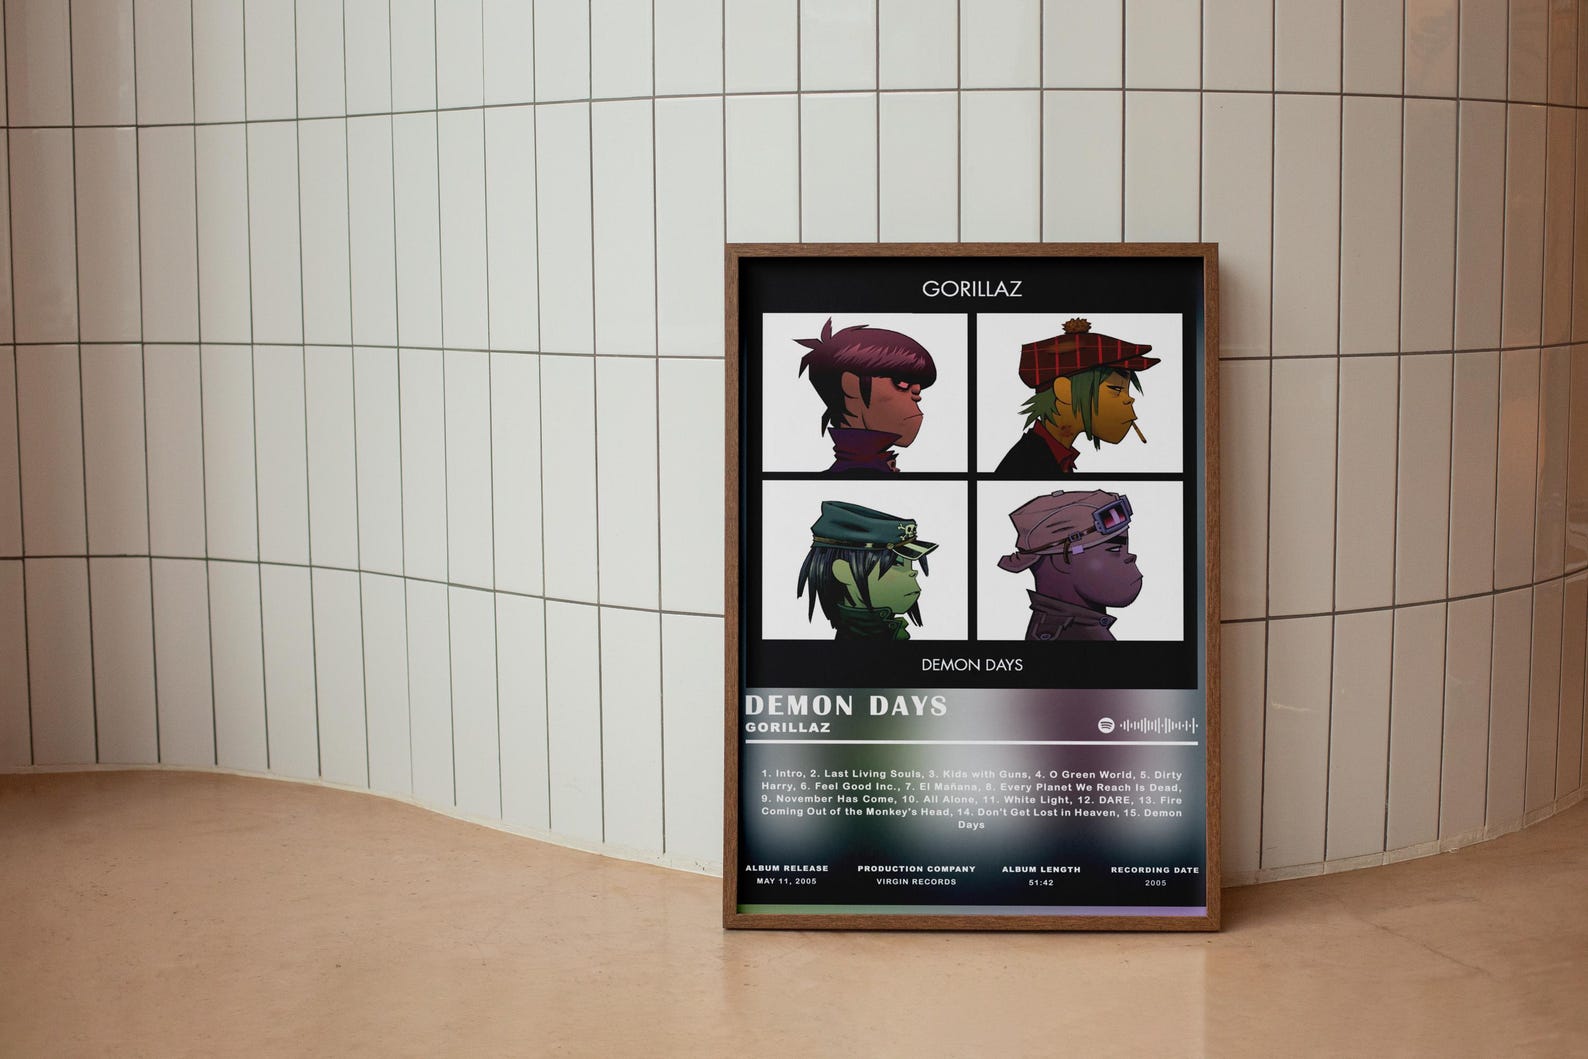 GORILLAZ
DEMON DAYS
DEMON DAYS
GORILLAZ
1. Intro, 2. Last Living Souls, 3. Kids with Guns, 4. O Green World, 5. Dirty
Harry, 6. Feel Good Inc., 7. El Mañana, 8. Every Planet We Reach Is Dead,
9. November Has Come, 10. All Alone, 11. White Light, 12. DARE, 13. Fire
Coming Out of the Monkey's Head, 14. Don't Get Lost in Heaven, 15. Demon
Days
ALBUM RELEASE PRODUCTION COMPANY ALBUM LENGTH RECORDING DATE
MAY 11, 2005 VIRGIN RECORDS 51:42 2005